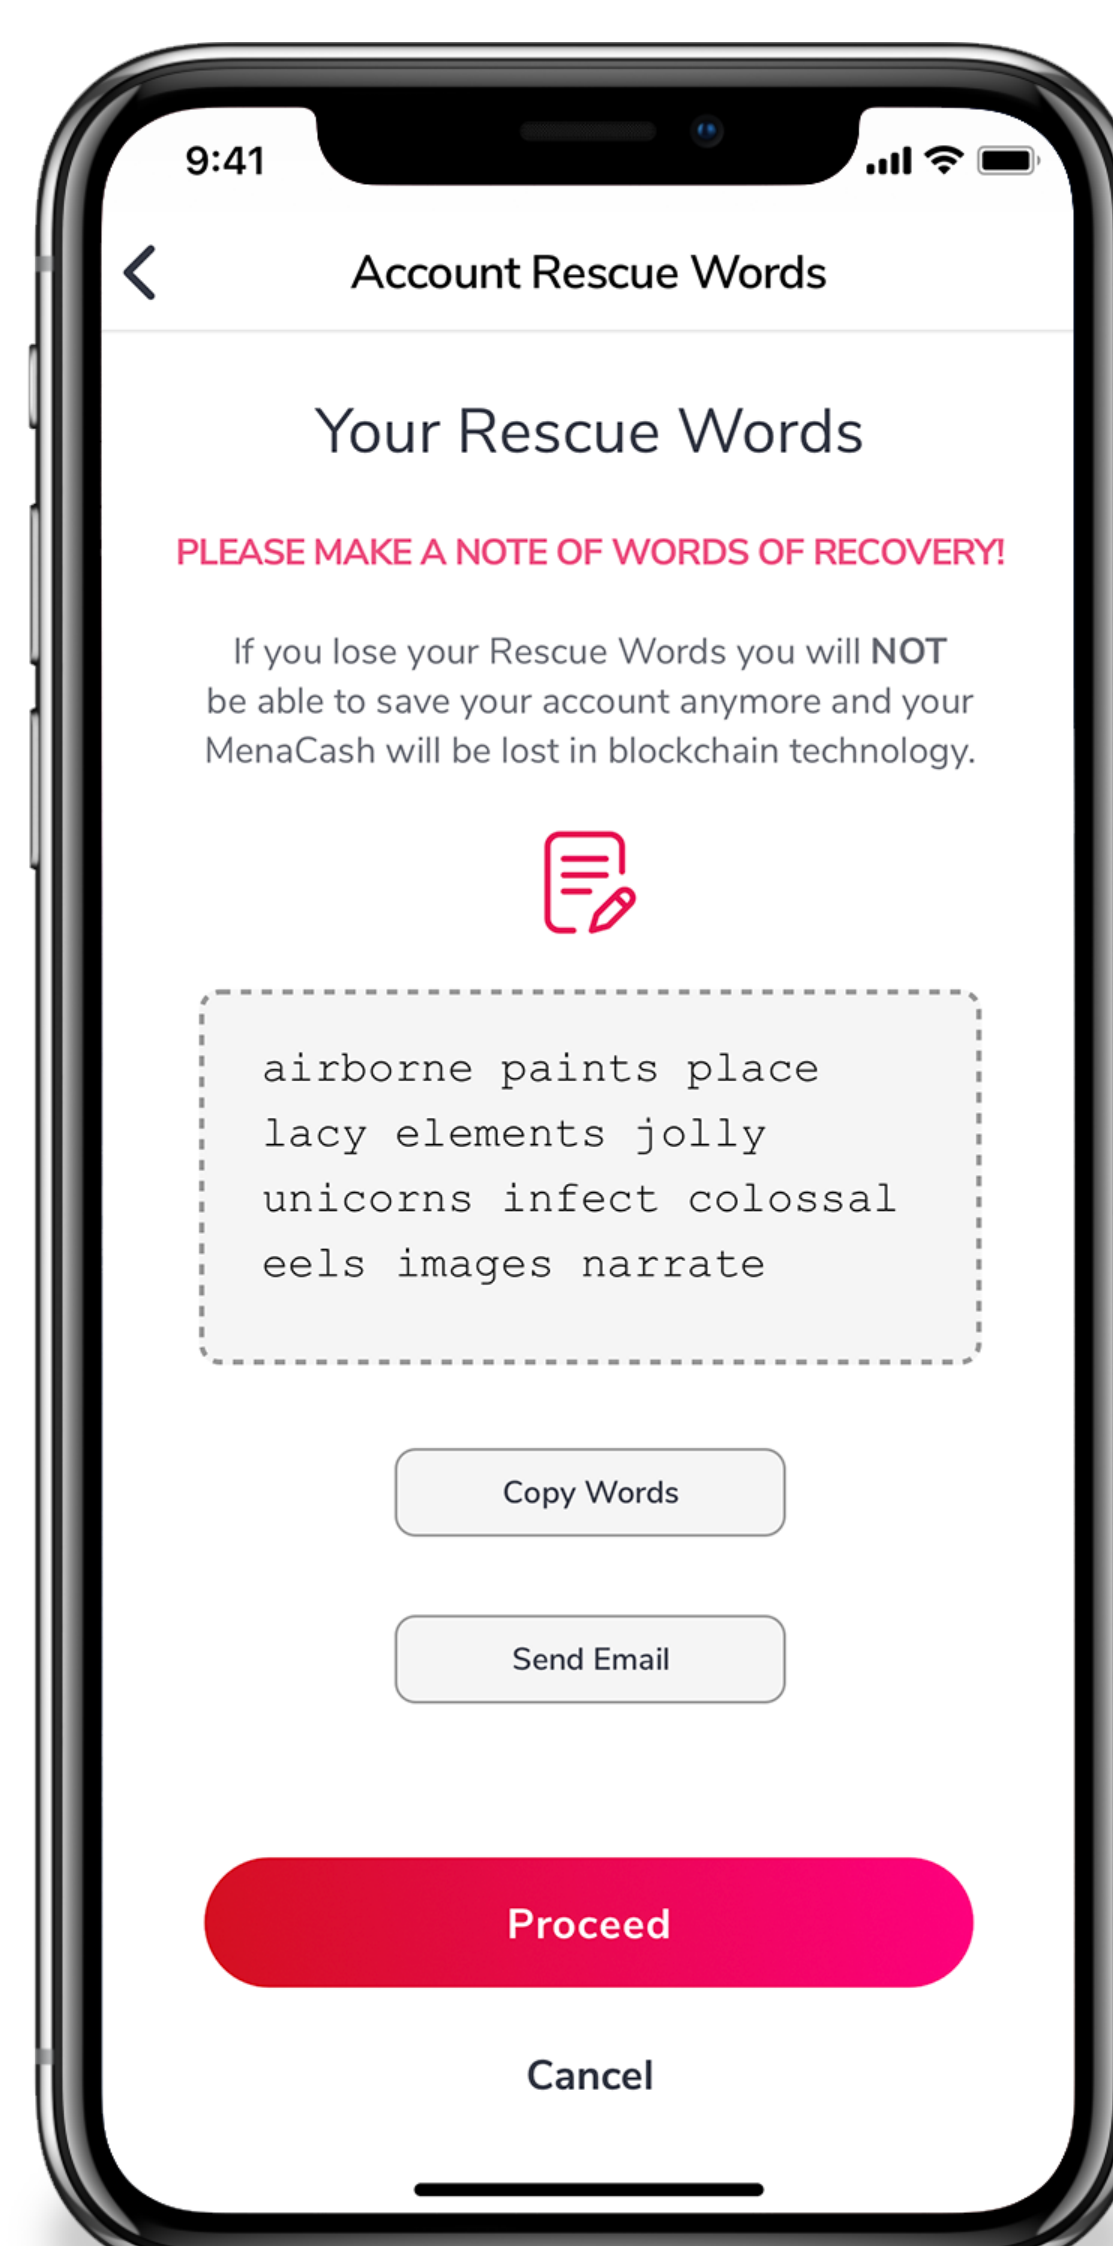 9:41
Account Rescue Words
Your Rescue Words
PLEASE MAKE A NOTE OF WORDS OF RECOVERY!
If you lose your Rescue Words you will NOT
be able to save your account anymore and your
MenaCash will be lost in blockchain technology.
airborne paints place
lacy elements jolly
unicorns infect colossal
eels images narrate
Copy Words
Send Email
Proceed
Cancel